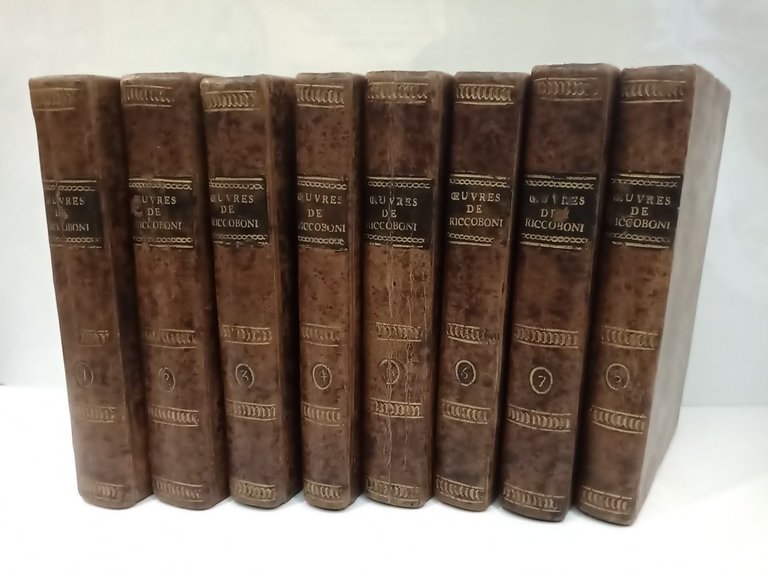 ŒUVRES
DE
RICCOBONI
1
ŒUVRES
DE
RICCOBONI
2
ŒUVRES
DE
RICCOBONI
3
ŒUVRES
DE
RICCOBONI
4
ŒUVRES
DE
RICCOBONI
ŒUVRES
DE
RICCOBONI
6
ŒUVRES
DE
RICCOBONI
7
ŒUVRES
DE
RICCOBONI
8